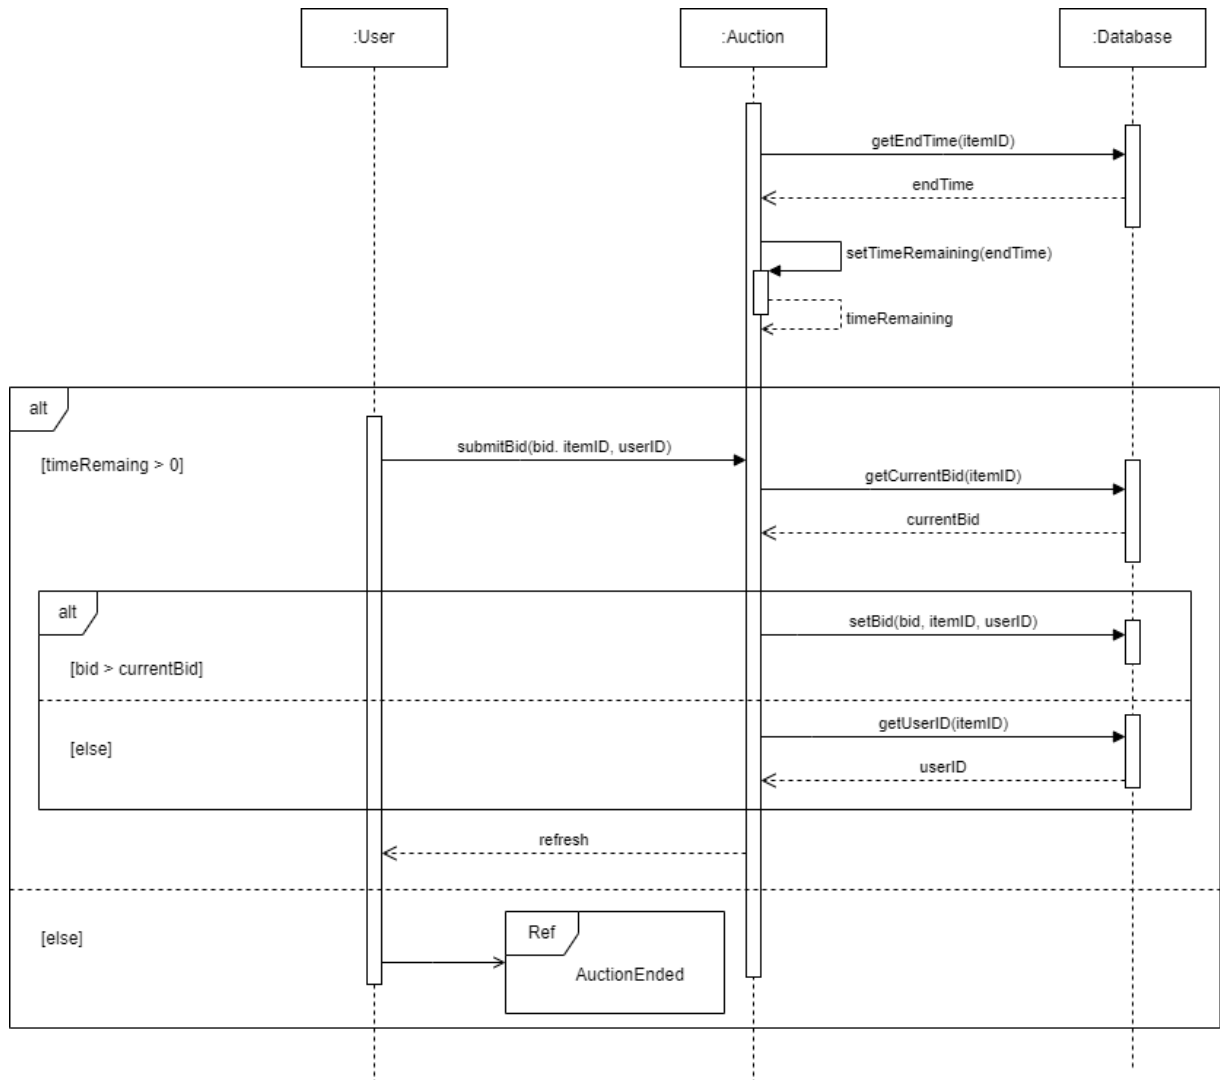 :User
:Auction
:Database
getEndTime(itemID)
endTime
setTimeRemaining(endTime)
timeRemaining
alt
submitBid(bid. itemID, userID)
[timeRemaing > 0]
getCurrentBid(itemID)
currentBid
alt
setBid(bid, itemID, userID)
[bid > currentBid]
getUserID(itemID)
[else]
userID
refresh
Ref
[else]
AuctionEnded